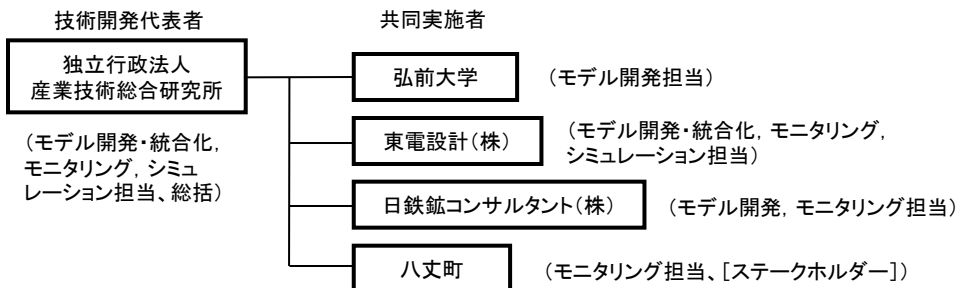 技術開発代表者
共同実施者
独立行政法人
産業技術総合研究所
(モデル開発・統合化,
モニタリング, シミュ
レーション担当、総括)
弘前大学
(モデル開発担当)
東電設計(株)
(モデル開発・統合化, モニタリング,
シミュレーション担当)
日鉄鉱コンサルタント(株)
(モデル開発, モニタリング担当)
八丈町
(モニタリング担当、[ステークホルダー])